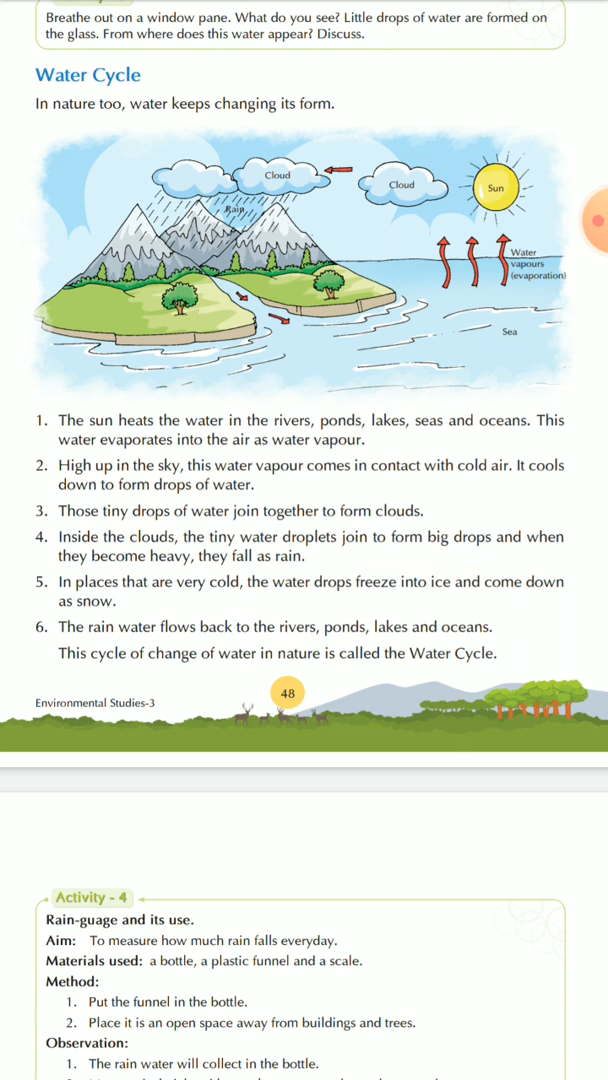 Breathe out on a window pane. What do you see? Little drops of water are formed on
the glass. From where does this water appear? Discuss.
Water Cycle
In nature too, water keeps changing its form.
Cloud
Cloud
Sun
Rain
Water
vapours
(evaporation)
Sea
1. The sun heats the water in the rivers, ponds, lakes, seas and oceans. This
water evaporates into the air as water vapour.
2. High up in the sky, this water vapour comes in contact with cold air. It cools
down to form drops of water.
3. Those tiny drops of water join together to form clouds.
4. Inside the clouds, the tiny water droplets join to form big drops and when
they become heavy, they fall as rain.
5. In places that are very cold, the water drops freeze into ice and come down
as snow.
6. The rain water flows back to the rivers, ponds, lakes and oceans.
This cycle of change of water in nature is called the Water Cycle.
48
Environmental Studies-3
Activity - 4
Rain-guage and its use.
Aim: To measure how much rain falls everyday.
Materials used: a bottle, a plastic funnel and a scale.
Method:
1. Put the funnel in the bottle.
2. Place it is an open space away from buildings and trees.
Observation:
1. The rain water will collect in the bottle.